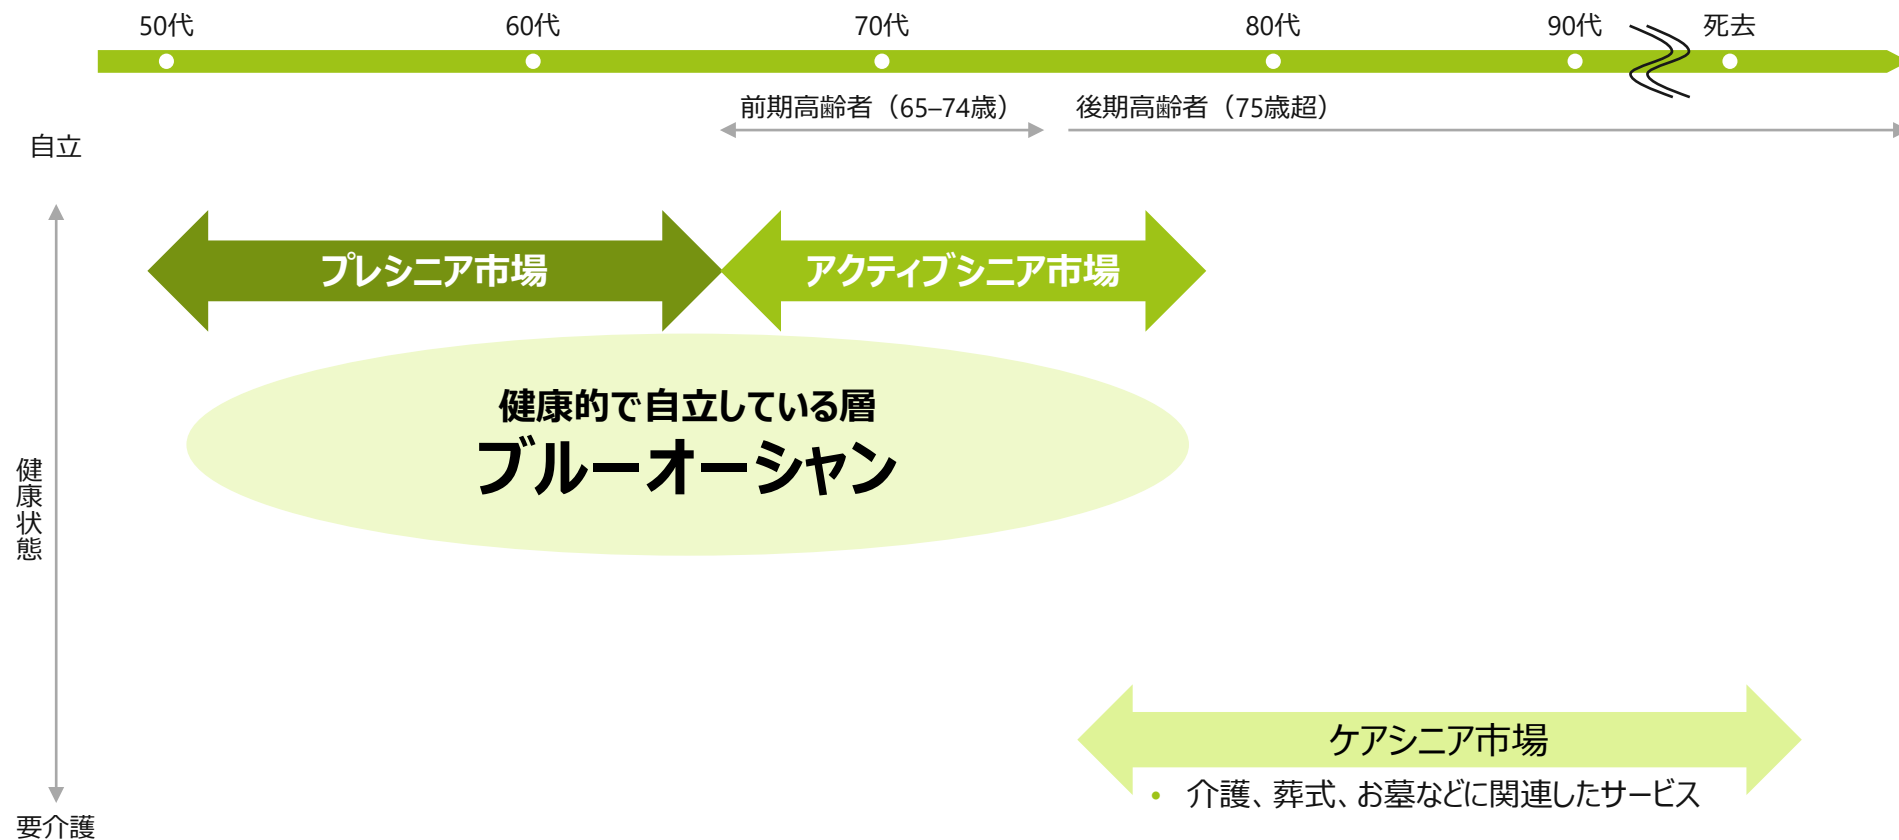 50代
60代
70代
80代
90代
死去
前期高齢者（65–74歳）
後期高齢者（75歳超）
自立
プレシニア市場
アクティブシニア市場
健康的で自立している層
ブルーオーシャン
健康状態
ケアシニア市場
• 介護、葬式、お墓などに関連したサービス
要介護